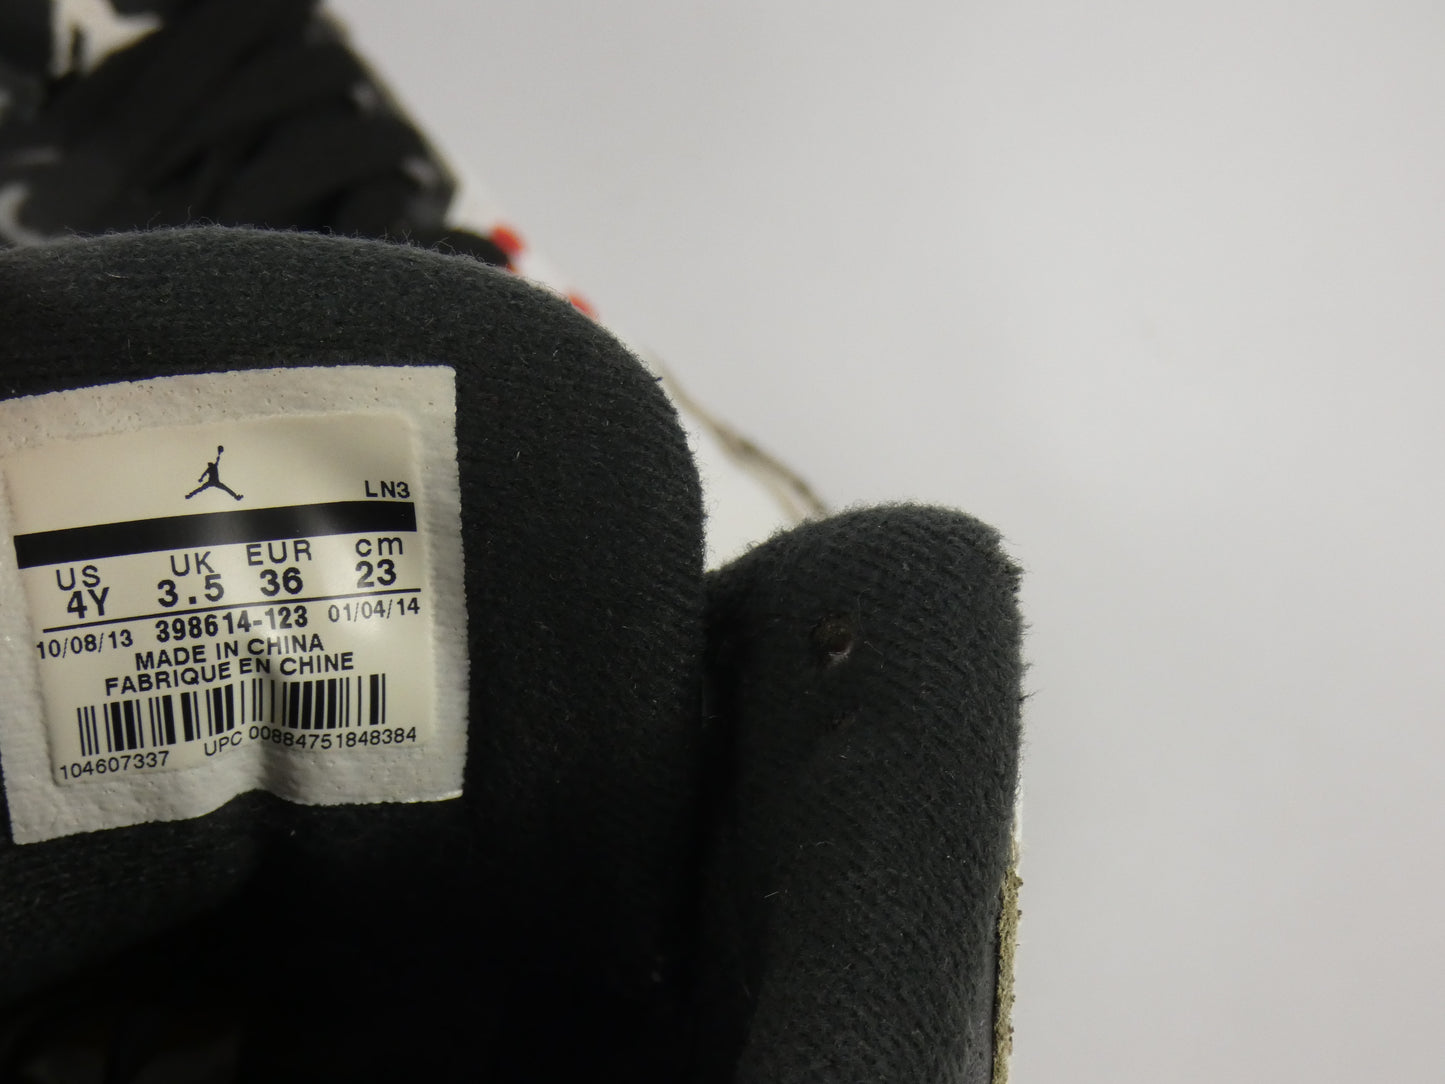 LN3
US UK EUR cm
4Y 3.5 36 23
10/08/13 398614-123 01/04/14
MADE IN CHINA
FABRIQUE EN CHINE
104607337 UPC 00884751848384